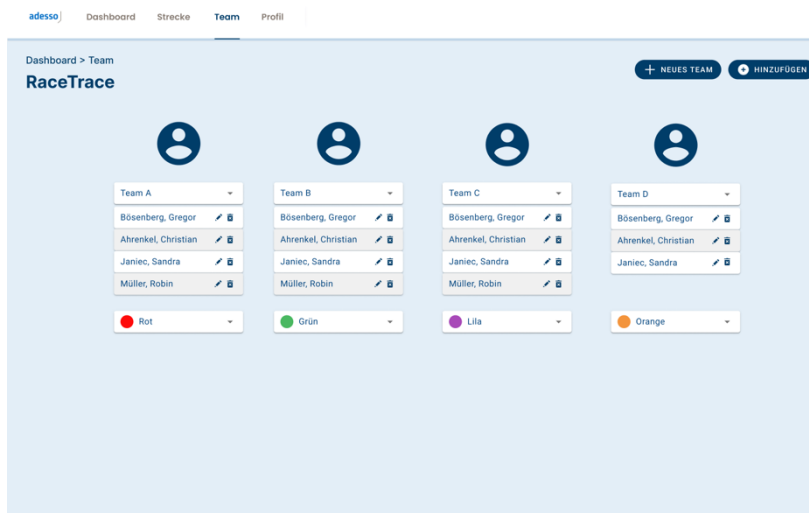 adesso Dashboard Strecke Team Profil
Dashboard > Team
RaceTrace
NEUES TEAM
HINZUFÜGEN
Team A
Bösenberg, Gregor
Ahrenkel, Christian
Janiec, Sandra
Müller, Robin
Rot
Team B
Bösenberg, Gregor
Ahrenkel, Christian
Janiec, Sandra
Müller, Robin
Grün
Team C
Bösenberg, Gregor
Ahrenkel, Christian
Janiec, Sandra
Müller, Robin
Lila
Team D
Bösenberg, Gregor
Ahrenkel, Christian
Janiec, Sandra
Orange